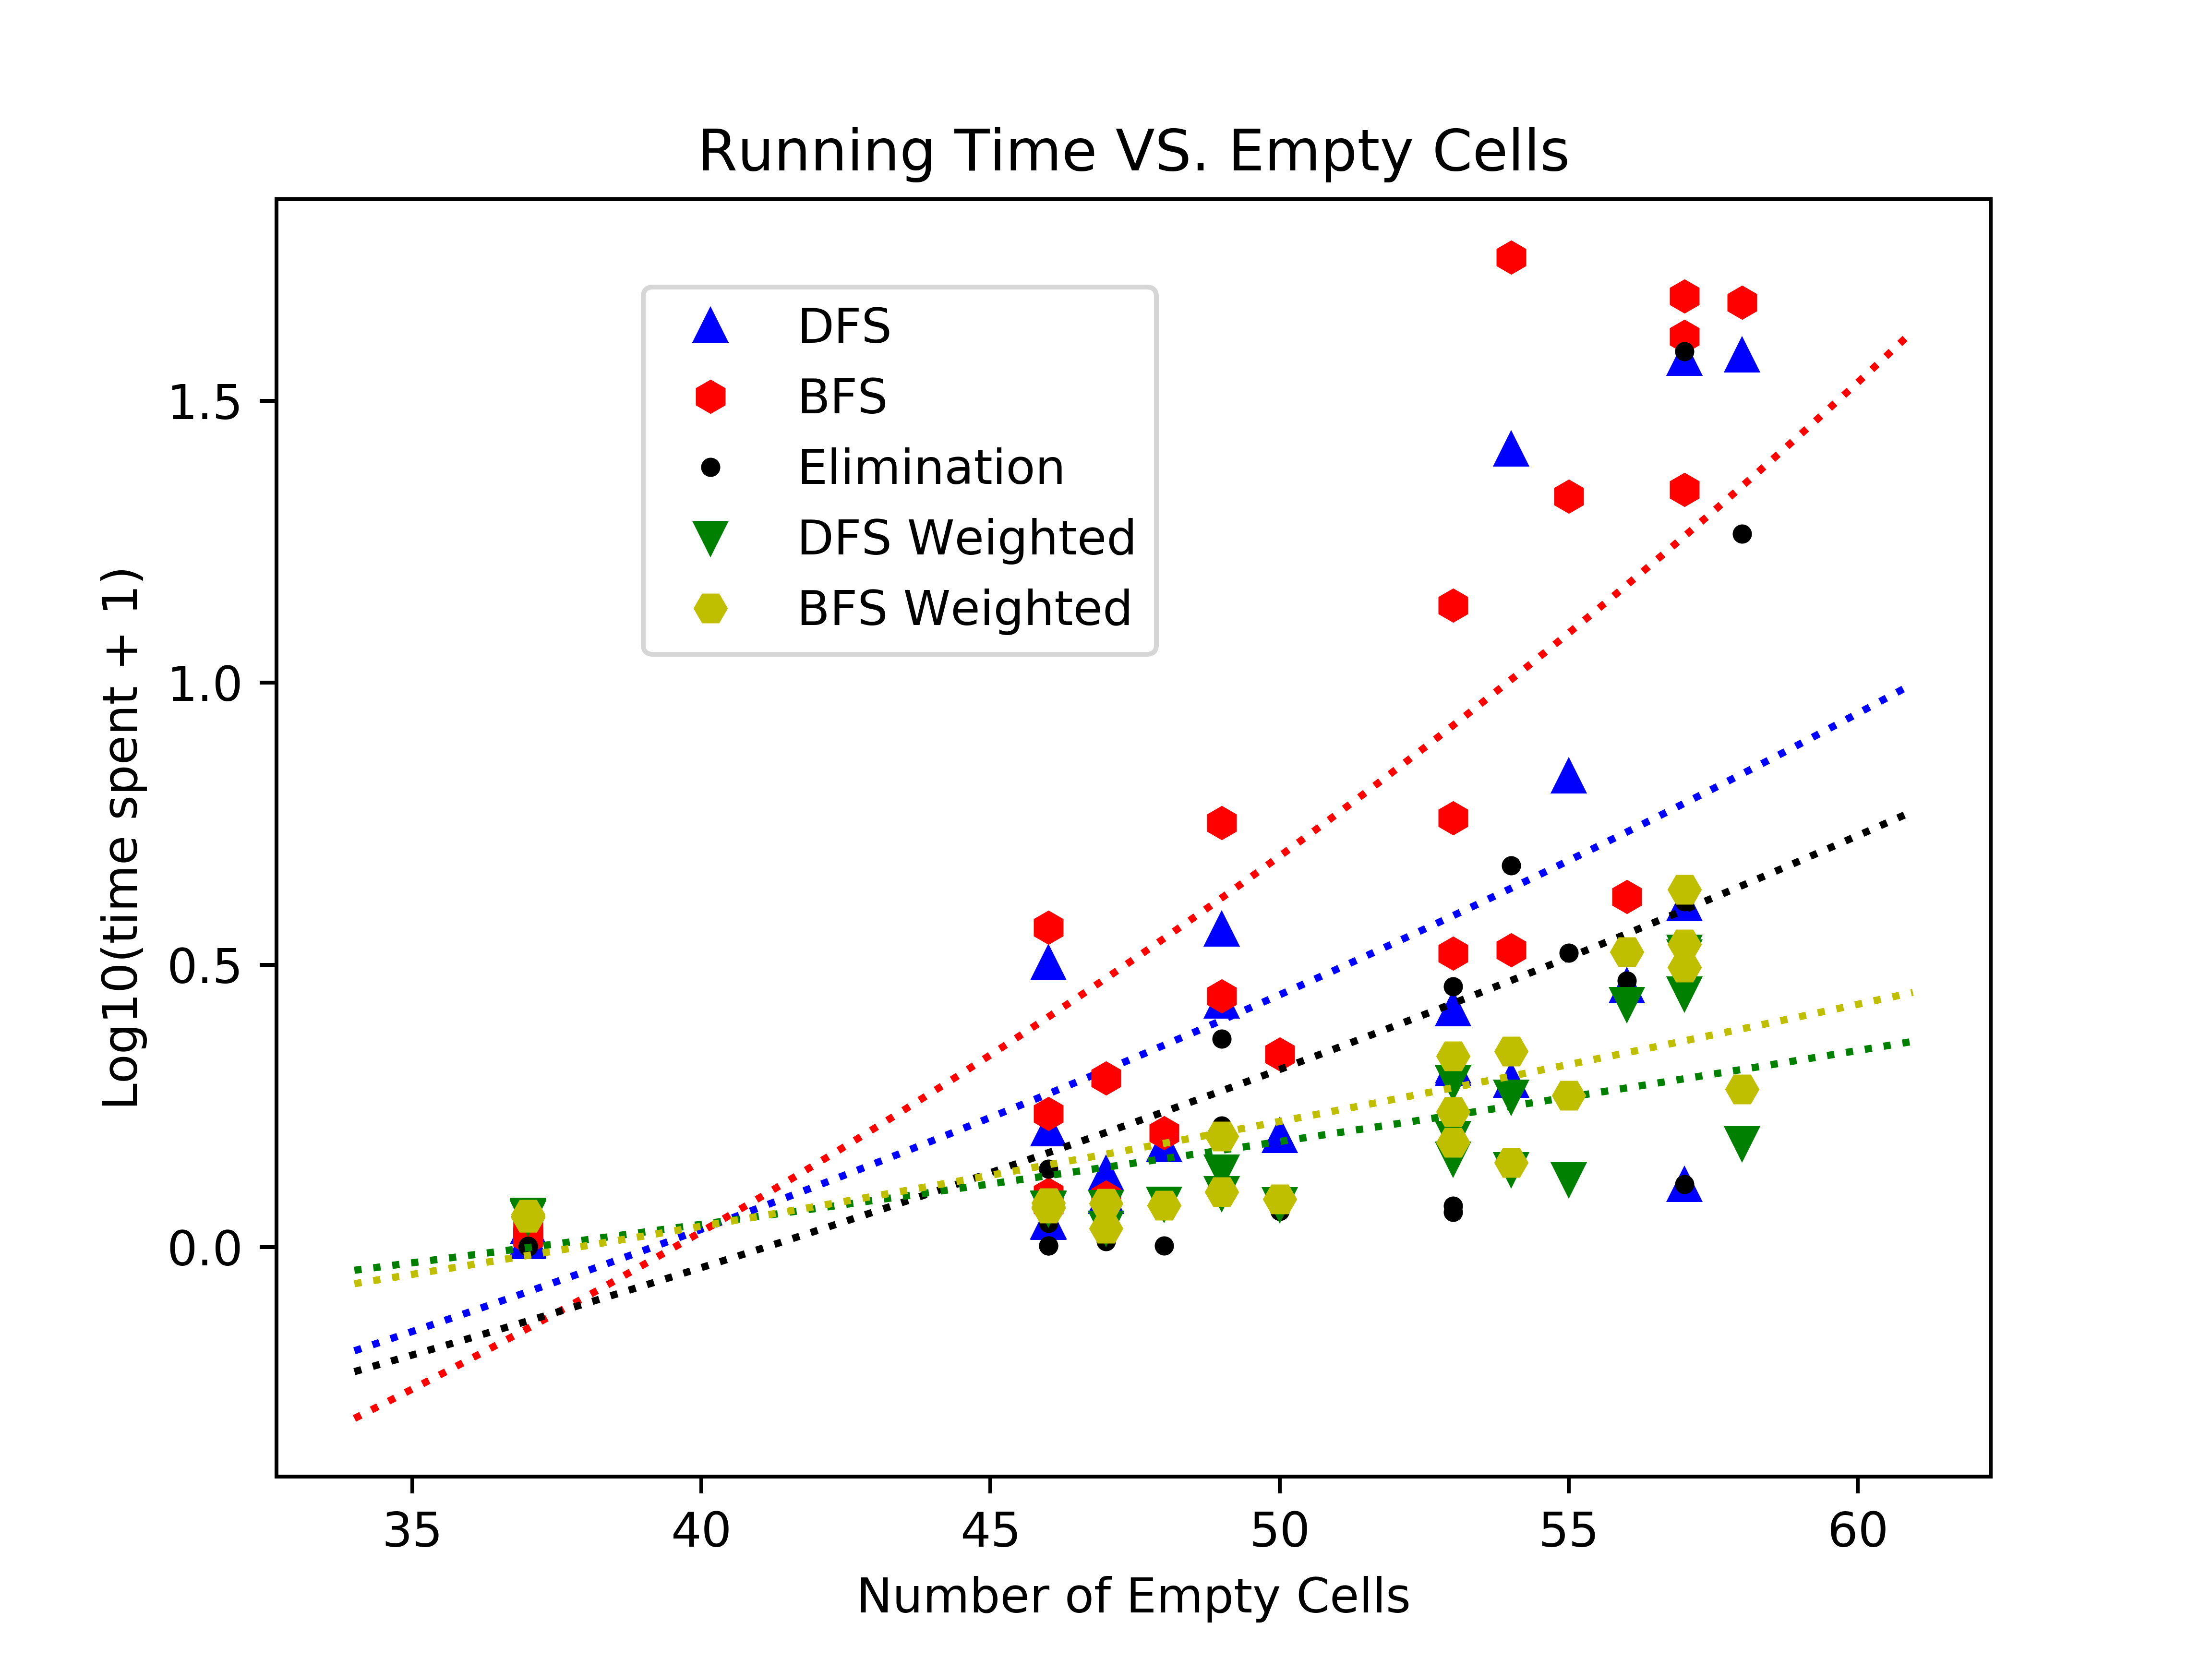 Running Time VS. Empty Cells
DFS
BFS
Elimination
DFS Weighted
BFS Weighted
Log10(time spent + 1)
1.5
1.0
0.5
0.0
35 40 45 50 55 60
Number of Empty Cells